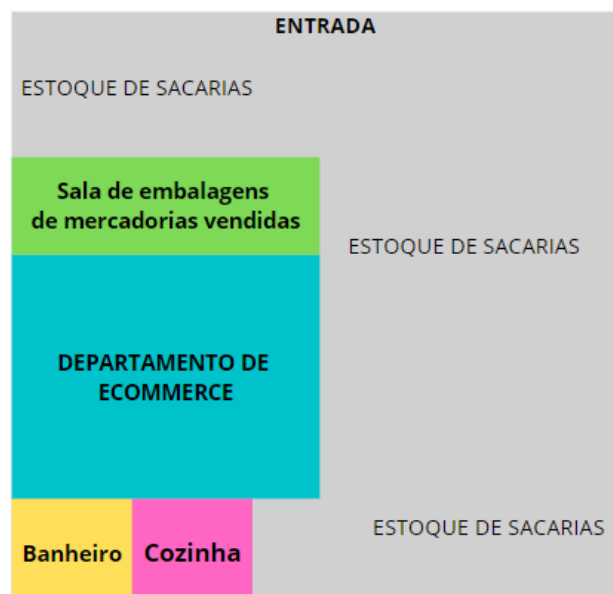 ENTRADA
ESTOQUE DE SACARIAS
Sala de embalagens
de mercadorias vendidas
ESTOQUE DE SACARIAS
DEPARTAMENTO DE
ECOMMERCE
ESTOQUE DE SACARIAS
Banheiro
Cozinha